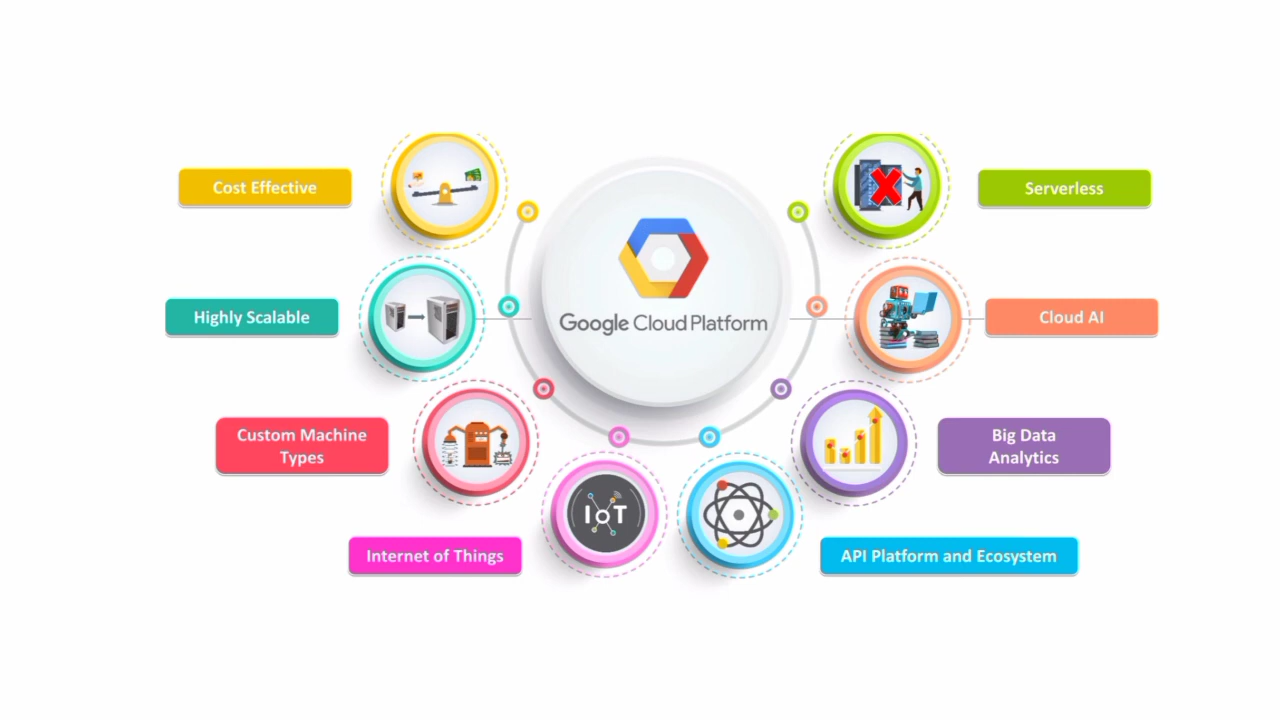 Cost Effective
Serverless
Google Cloud Platform
Highly Scalable
Cloud AI
Custom Machine
Types
Big Data
Analytics
IoT
Internet of Things
API Platform and Ecosystem